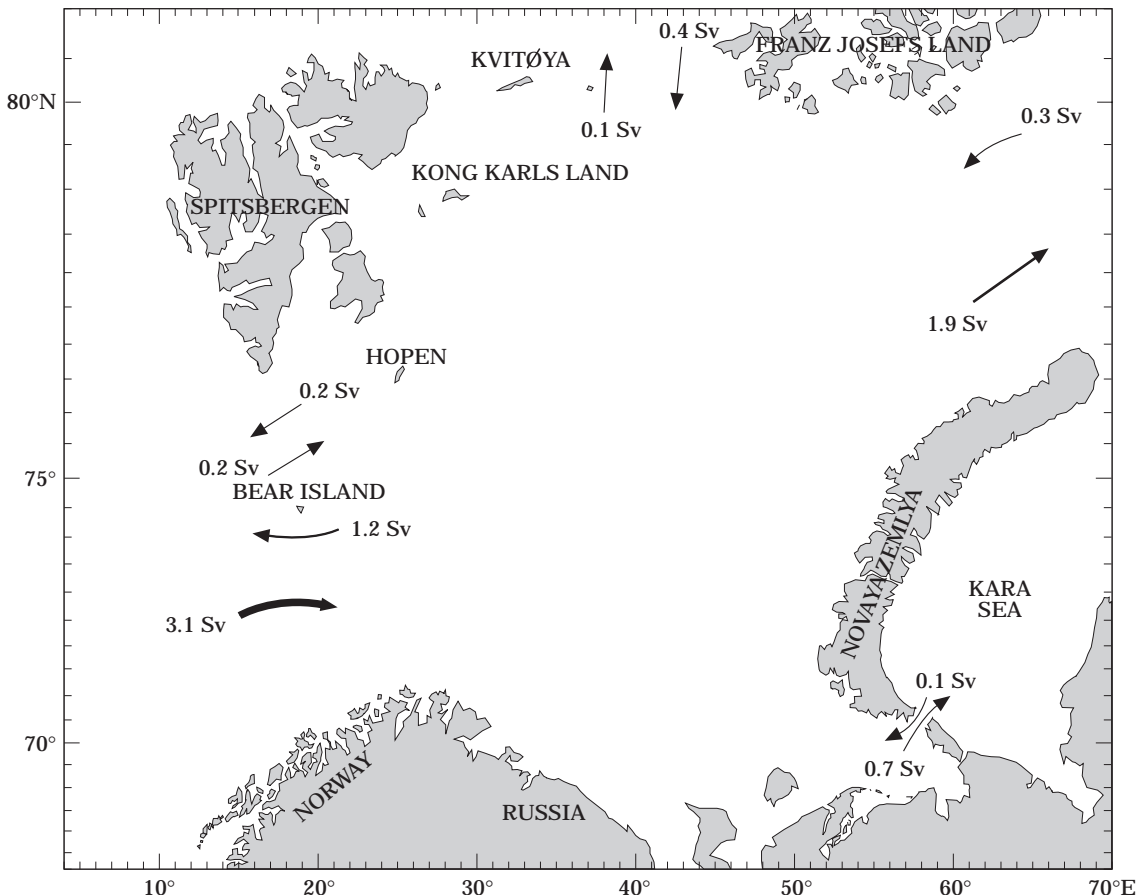 0.4 Sv
FRANZ JOSEFS LAND
KVITØYA
80°N
0.1 Sv
0.3 Sv
KONG KARLS LAND
SPITSBERGEN
1.9 Sv
HOPEN
0.2 Sv
0.2 Sv
75°
BEAR ISLAND
1.2 Sv
NOVAYA ZEMLYA
KARA
SEA
3.1 Sv
0.1 Sv
70°
0.7 Sv
NORWAY
RUSSIA
10°
20°
30°
40°
50°
60°
70°E